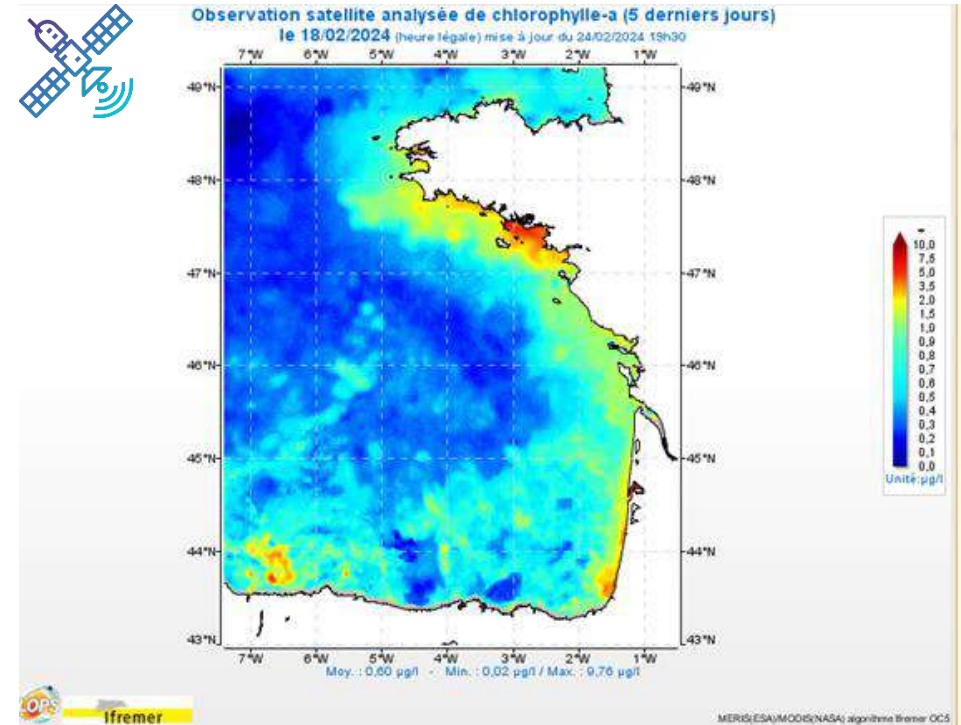 Observation satellite analysée de chlorophylle-a (5 derniers jours)
le 18/02/2024 (heure légale) mise à jour du 24/02/2024 19h30
7°W 6°W 5°W 4°W 3°W 2°W 1°W
49°N 49°N
48°N 48°N
47°N 47°N
46°N 46°N
45°N 45°N
44°N 44°N
43°N 43°N
7°W 6°W 5°W 4°W 3°W 2°W 1°W
Moy. : 0,60 µg/l - Min. : 0,02 µg/l / Max. : 9,76 µg/l
10,0
7,5
5,0
3,5
2,0
1,5
1,0
0,9
0,8
0,7
0,6
0,5
0,4
0,3
0,2
0,1
0,0
Unité:µg/l
LOPS
Ifremer
MERIS(ESA)/MODIS(NASA) algorithme Ifremer OC5